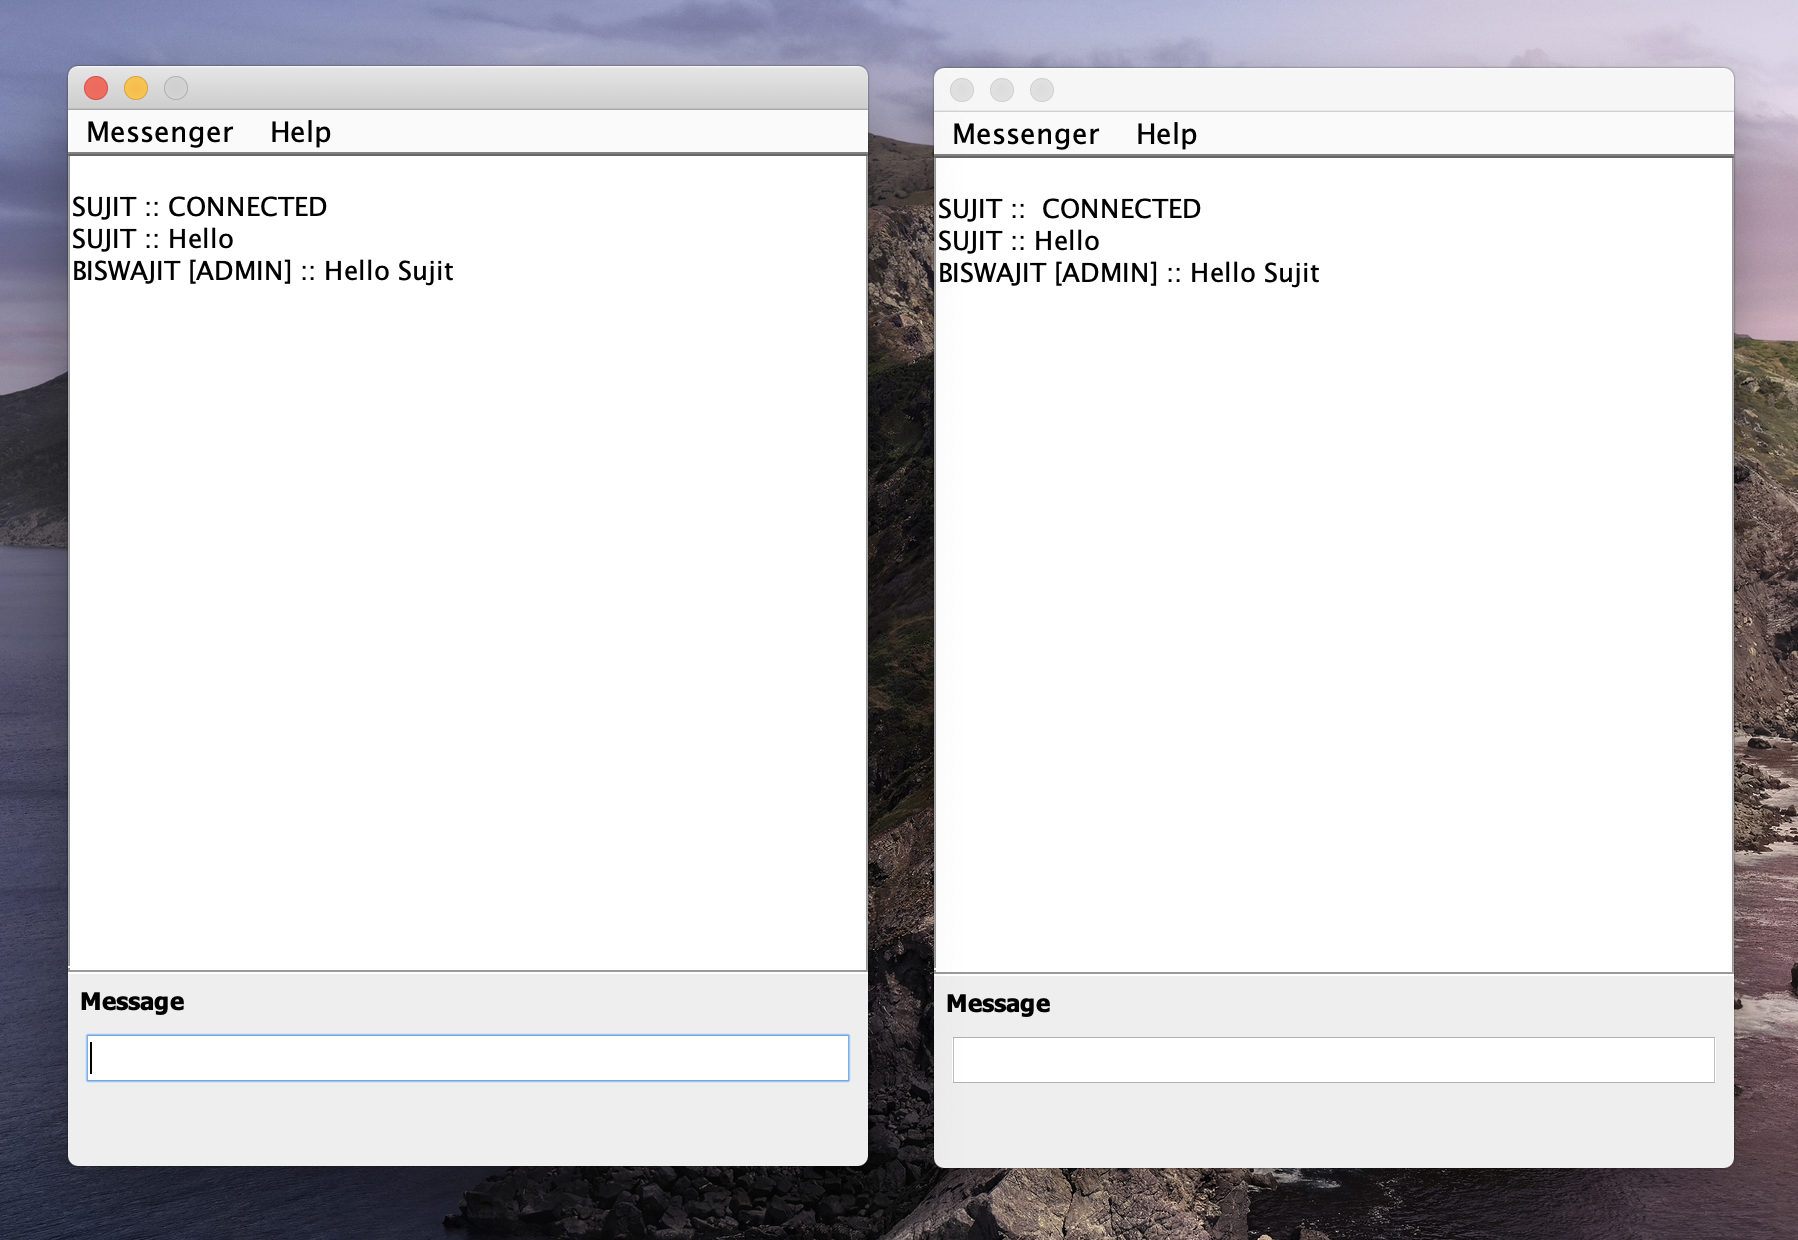 Messenger Help
SUJIT :: CONNECTED
SUJIT :: Hello
BISWAJIT [ADMIN] :: Hello Sujit
Message
Messenger Help
SUJIT ::  CONNECTED
SUJIT :: Hello
BISWAJIT [ADMIN] :: Hello Sujit
Message